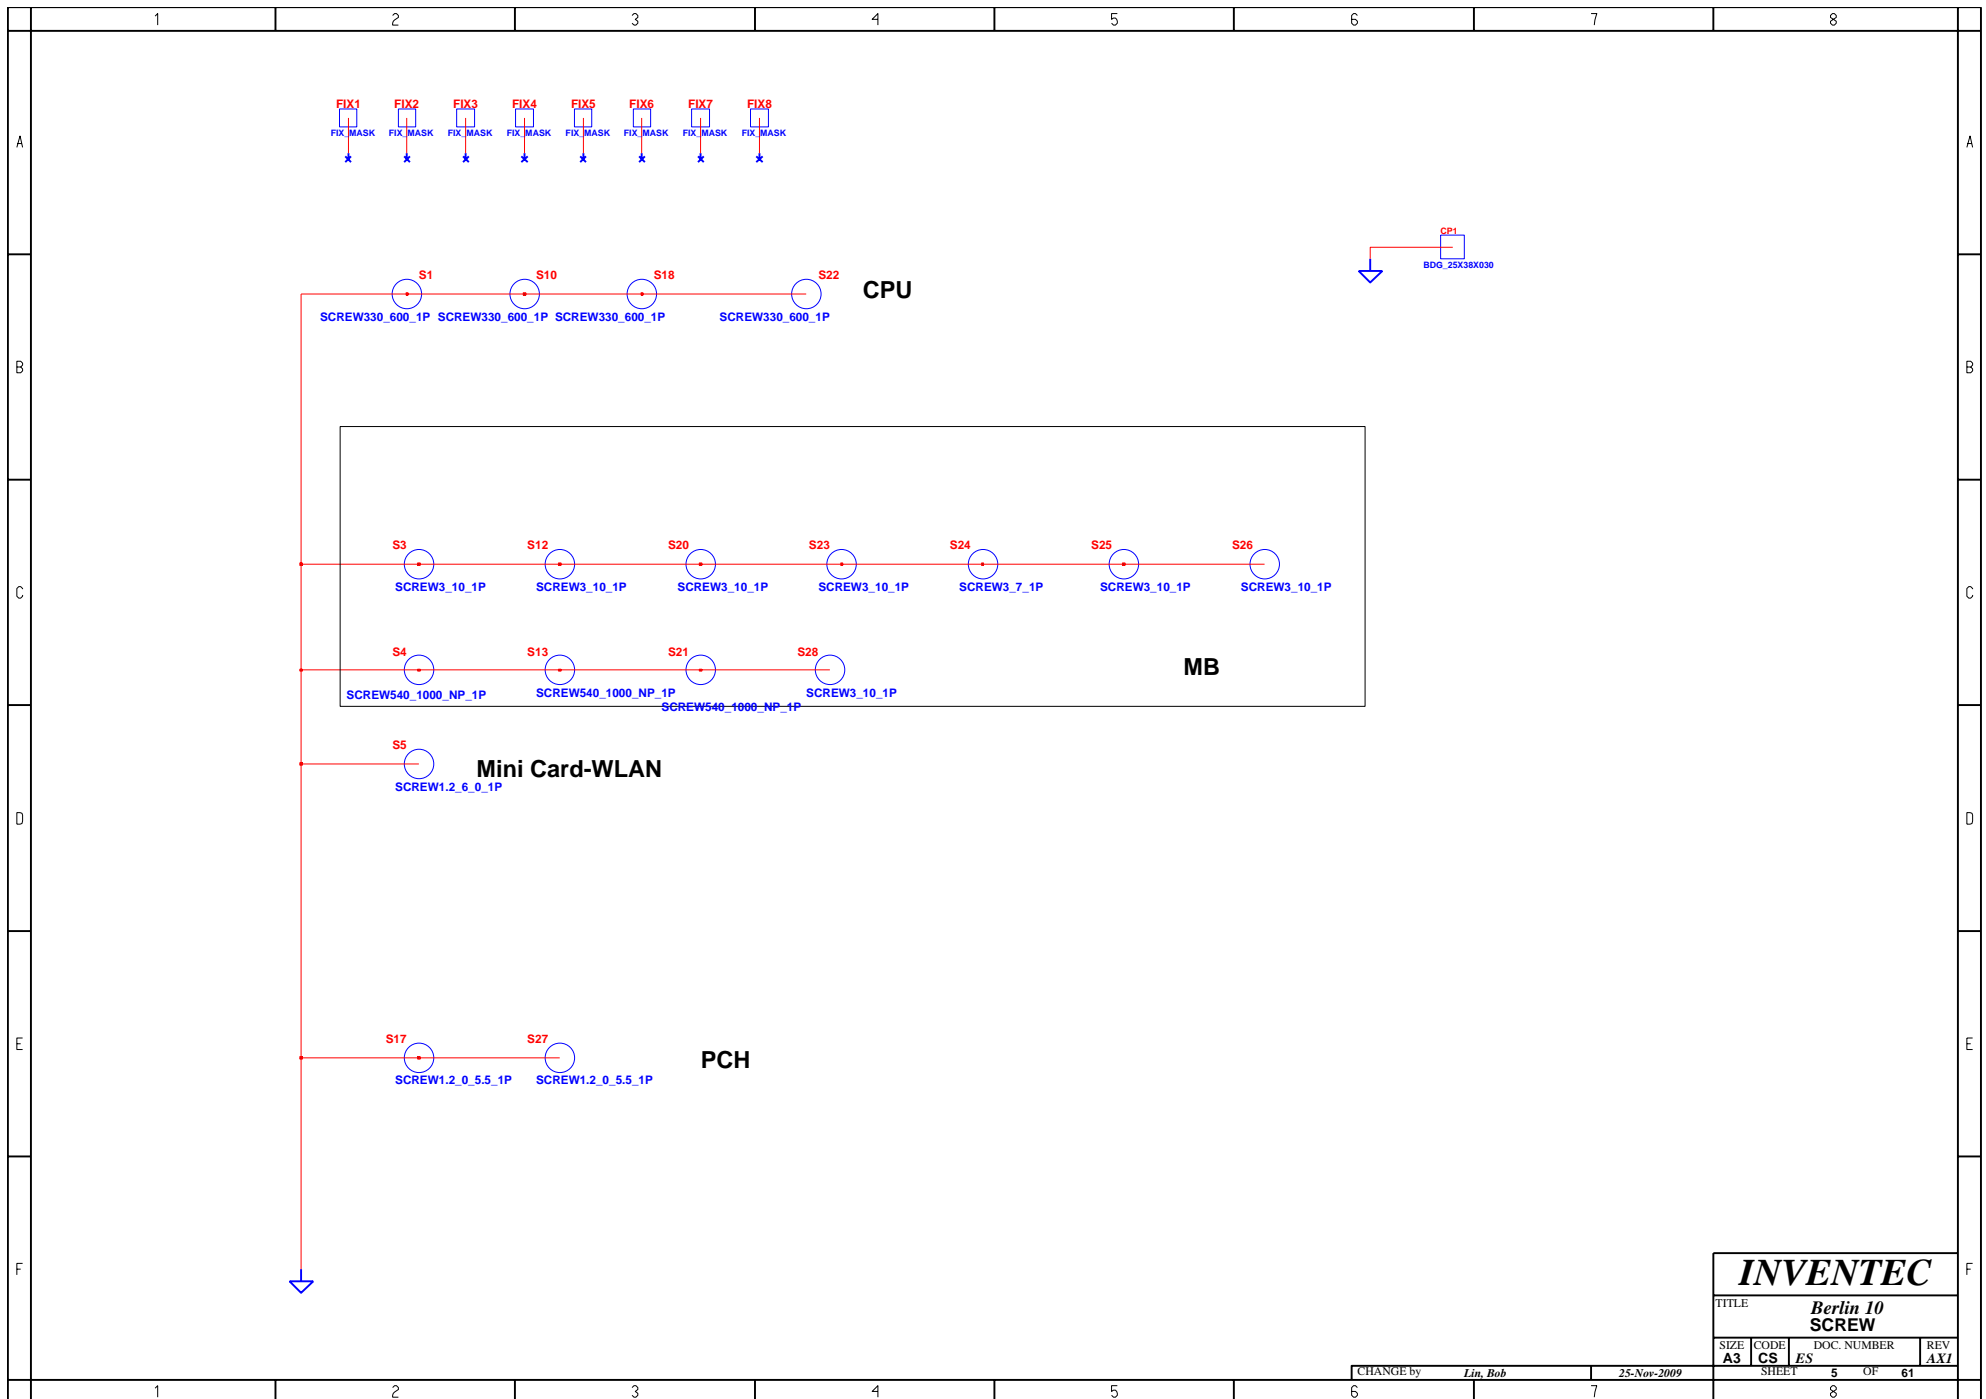 1 2 3 4 5 6 7 8
FIX1 FIX2 FIX3 FIX4 FIX5 FIX6 FIX7 FIX8
FIX_MASK FIX_MASK FIX_MASK FIX_MASK FIX_MASK FIX_MASK FIX_MASK FIX_MASK
A A
CP1
BDG_25X38X030
S1 S10 S18 S22
CPU
SCREW330_600_1P SCREW330_600_1P SCREW330_600_1P SCREW330_600_1P
B B
S3 S12 S20 S23 S24 S25 S26
SCREW3_10_1P SCREW3_10_1P SCREW3_10_1P SCREW3_10_1P SCREW3_7_1P SCREW3_10_1P SCREW3_10_1P
C C
S4 S13 S21 S28
MB
SCREW540_1000_NP_1P SCREW540_1000_NP_1P SCREW3_10_1P
SCREW540_1000_NP_1P
S5
Mini Card-WLAN
SCREW1.2_6_0_1P
D D
S17 S27
E E
PCH
SCREW1.2_0_5.5_1P SCREW1.2_0_5.5_1P
F F
INVENTEC
TITLE
Berlin 10
SCREW
SIZE CODE DOC. NUMBER REV
A3 CS ES AX1
CHANGE by Lin, Bob 25-Nov-2009 SHEET 5 OF 61
1 2 3 4 5 6 7 8